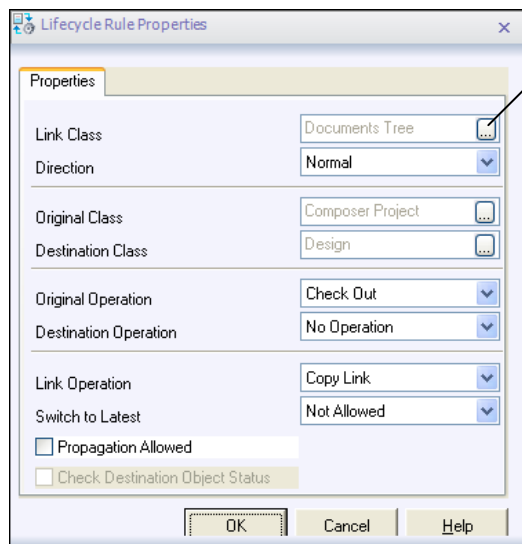 Lifecycle Rule Properties
Properties
Link Class Documents Tree ...
Direction Normal
Original Class Composer Project ...
Destination Class Design ...
Original Operation Check Out
Destination Operation No Operation
Link Operation Copy Link
Switch to Latest Not Allowed
Propagation Allowed
Check Destination Object Status
OK Cancel Help